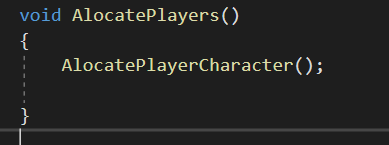 void AlocatePlayers()
{
AlocatePlayerCharacter();
}